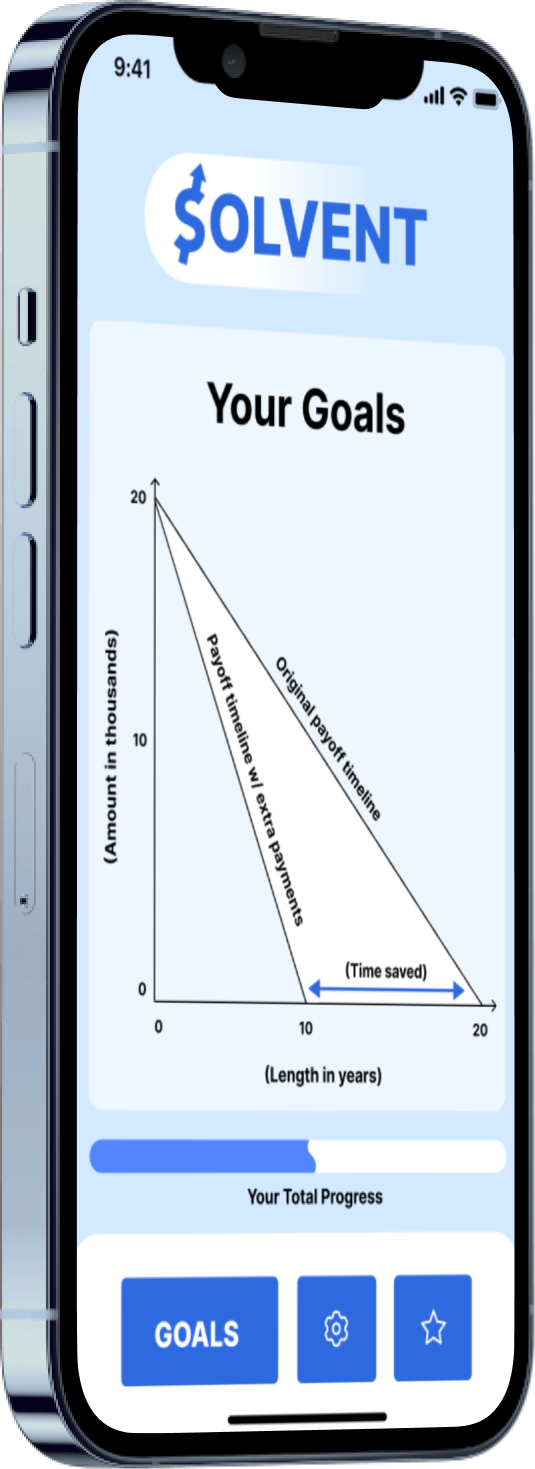 9:41
$OLVENT
Your Goals
20
10
0
(Amount in thousands)
Payoff timeline w/ extra payments
Original payoff timeline
(Time saved)
0
10
20
(Length in years)
Your Total Progress
GOALS